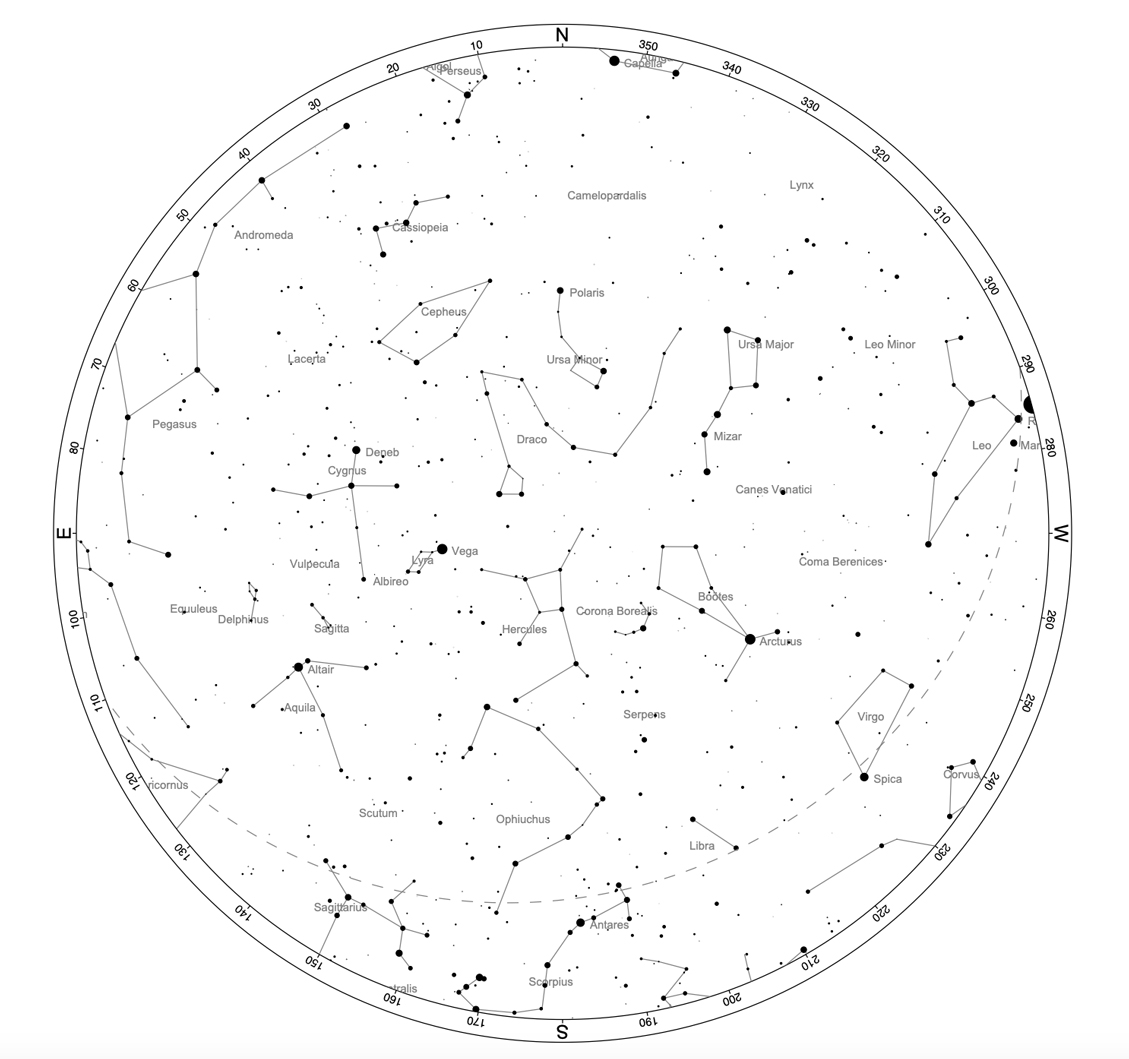 N
10
350
Capella
340
20
Algol
Perseus
330
30
40
320
Camelopardalis
Lynx
50
310
Andromeda
Cassiopeia
60
300
Polaris
Cepheus
Lacerta
Ursa Minor
Ursa Major
Leo Minor
70
290
Pegasus
R
Draco
Mizar
Leo
Mar
280
80
Deneb
Cygnus
Canes Venatici
E
W
Vega
Lyra
Vulpecula
Albireo
Coma Berenices
Equuleus
Delphinus
Sagitta
Hercules
Corona Borealis
Boötes
Arcturus
100
260
Altair
Aquila
Serpens
Virgo
110
250
Spica
Corvus
120
ricornus
240
Scutum
Ophiuchus
Libra
130
230
Sagittarius
Antares
140
220
150
210
Scorpius
160
tralis
200
170
190
S